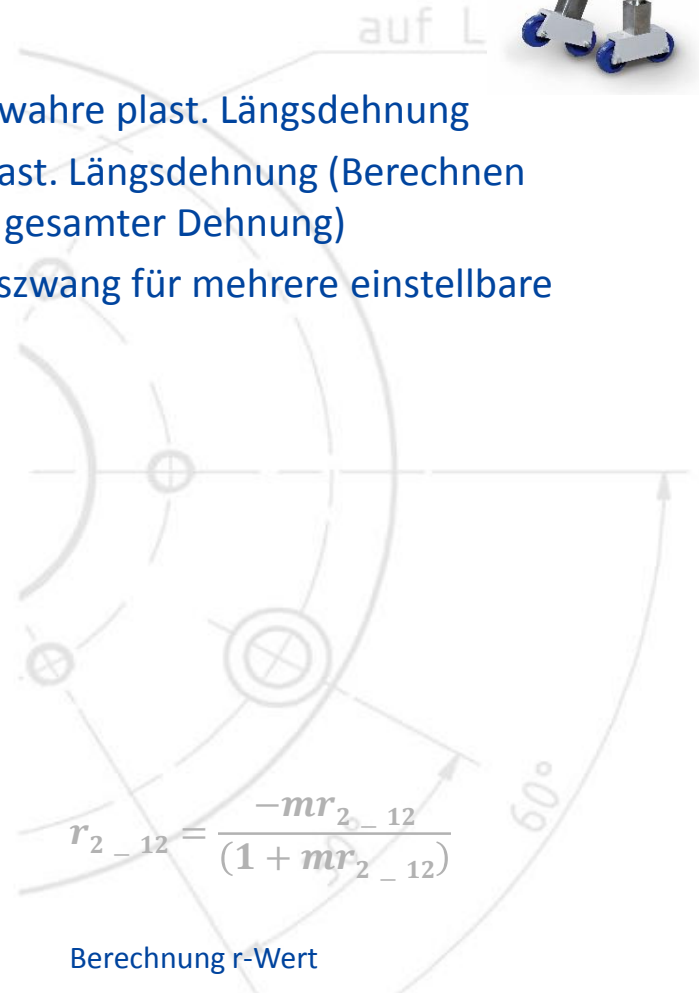 auf L
wahre plast. Längsdehnung
ast. Längsdehnung (Berechnen
gesamter Dehnung)
szwang für mehrere einstellbare
60°
r₂ _ ₁₂ = −mr₂ _ ₁₂ / (1 + mr₂ _ ₁₂)
Berechnung r-Wert